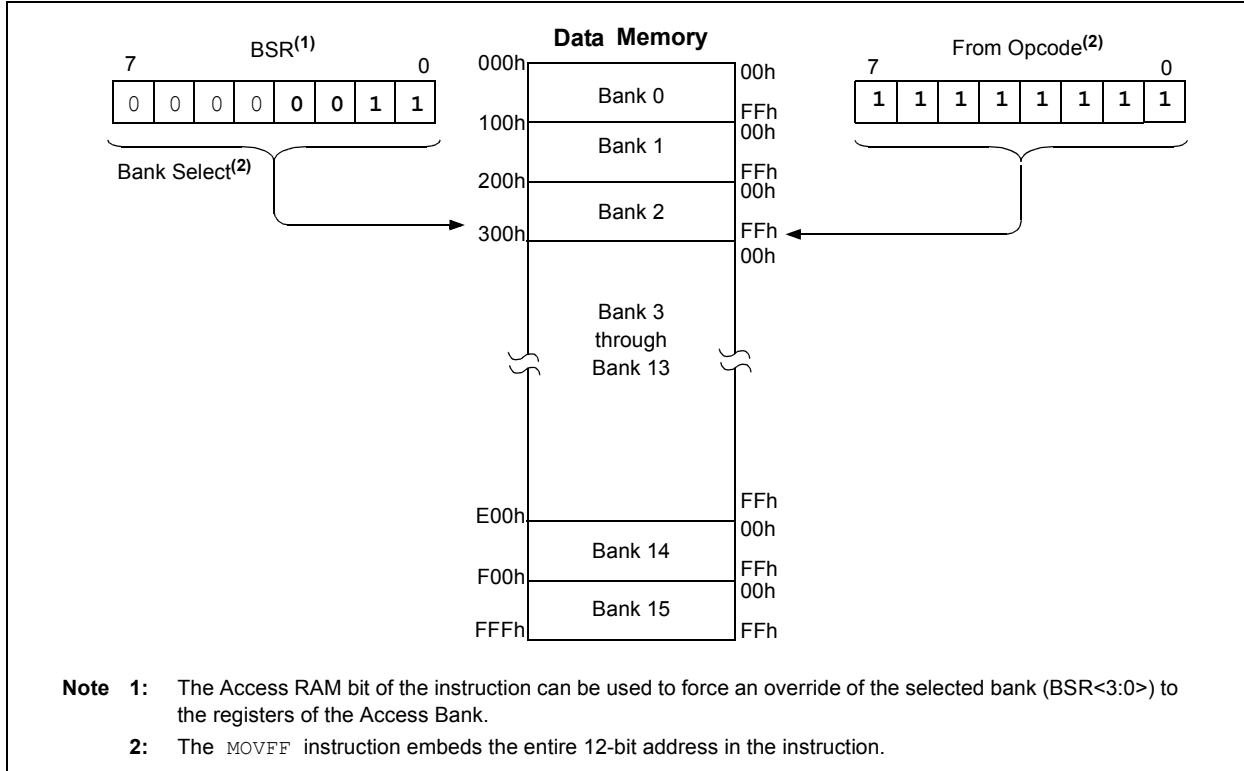 Data Memory
BSR(1)
7 0
0 0 0 0 0 0 1 1
Bank Select(2)
From Opcode(2)
7 0
1 1 1 1 1 1 1 1
000h
Bank 0
00h
FFh
100h
Bank 1
00h
FFh
200h
Bank 2
00h
FFh
300h
00h
Bank 3
through
Bank 13
FFh
E00h
Bank 14
00h
FFh
F00h
Bank 15
00h
FFFh
FFh
Note 1: The Access RAM bit of the instruction can be used to force an override of the selected bank (BSR<3:0>) to
the registers of the Access Bank.
2: The MOVFF instruction embeds the entire 12-bit address in the instruction.